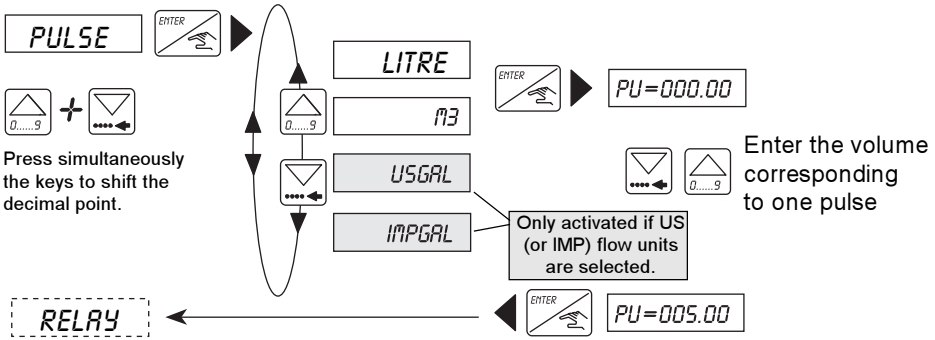 PULSE
ENTER
0......9
Press simultaneously
the keys to shift the
decimal point.
0......9
LITRE
M3
USGAL
IMPGAL
ENTER
PU=000.00
0......9
Enter the volume
corresponding
to one pulse
Only activated if US
(or IMP) flow units
are selected.
RELAY
ENTER
PU=005.00